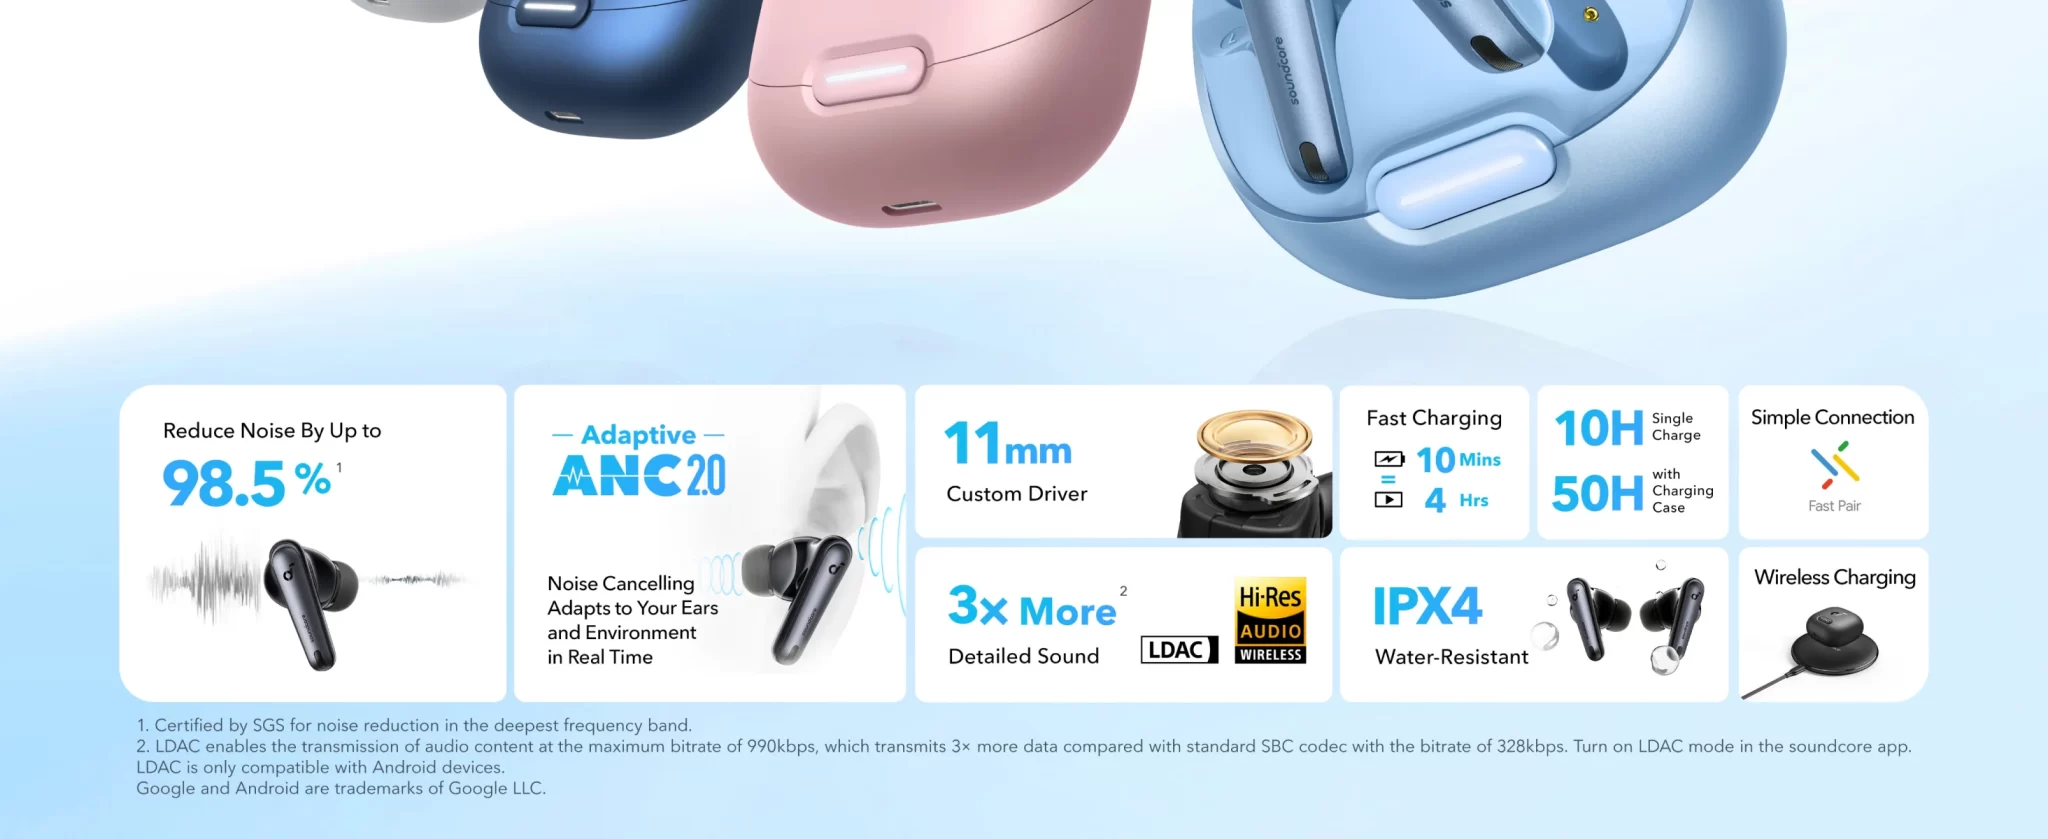 soundcore
Reduce Noise By Up to
98.5%1
Adaptive
ANC2.0
Noise Cancelling
Adapts to Your Ears
and Environment
in Real Time
11mm
Custom Driver
3x More2
Detailed Sound
LDAC
Hi-Res
AUDIO
WIRELESS
Fast Charging
10 Mins
=
4 Hrs
10H Single
Charge
50H with
Charging
Case
IPX4
Water-Resistant
Simple Connection
Fast Pair
Wireless Charging
1. Certified by SGS for noise reduction in the deepest frequency band.
2. LDAC enables the transmission of audio content at the maximum bitrate of 990kbps, which transmits 3× more data compared with standard SBC codec with the bitrate of 328kbps. Turn on LDAC mode in the soundcore app.
LDAC is only compatible with Android devices.
Google and Android are trademarks of Google LLC.